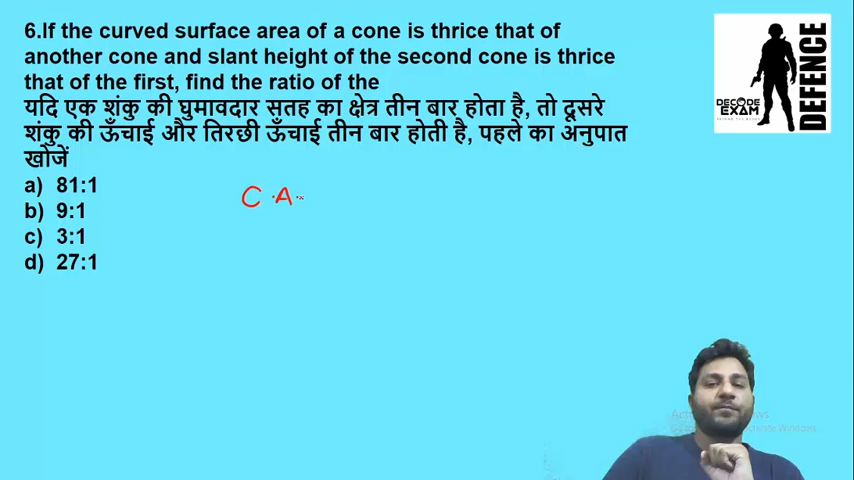 6.If the curved surface area of a cone is thrice that of
another cone and slant height of the second cone is thrice
that of the first, find the ratio of the
यदि एक शंकु की घुमावदार सतह का क्षेत्र तीन बार होता है, तो दूसरे
शंकु की ऊँचाई और तिरछी ऊँचाई तीन बार होती है, पहले का अनुपात
खोजें
a) 81:1
b) 9:1
c) 3:1
d) 27:1
C.A.
DECODE
EXAM
DEFENCE